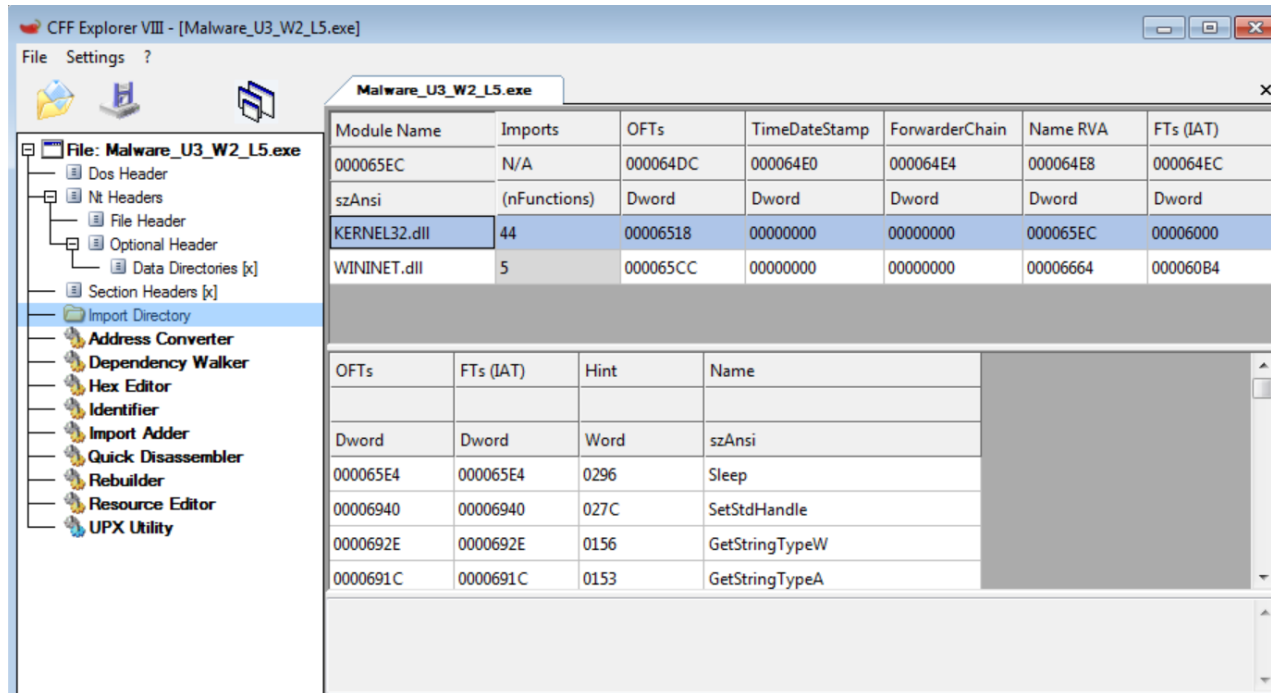 CFF Explorer VIII - [Malware_U3_W2_L5.exe]
File Settings ?
Malware_U3_W2_L5.exe
File: Malware_U3_W2_L5.exe
Dos Header
Nt Headers
File Header
Optional Header
Data Directories [x]
Section Headers [x]
Import Directory
Address Converter
Dependency Walker
Hex Editor
Identifier
Import Adder
Quick Disassembler
Rebuilder
Resource Editor
UPX Utility
Module Name Imports OFTs TimeDateStamp ForwarderChain Name RVA FTs (IAT)
000065EC N/A 000064DC 000064E0 000064E4 000064E8 000064EC
szAnsi (nFunctions) Dword Dword Dword Dword Dword
KERNEL32.dll 44 00006518 00000000 00000000 000065EC 00006000
WININET.dll 5 000065CC 00000000 00000000 00006664 000060B4
OFTs FTs (IAT) Hint Name
Dword Dword Word szAnsi
000065E4 000065E4 0296 Sleep
00006940 00006940 027C SetStdHandle
0000692E 0000692E 0156 GetStringTypeW
0000691C 0000691C 0153 GetStringTypeA